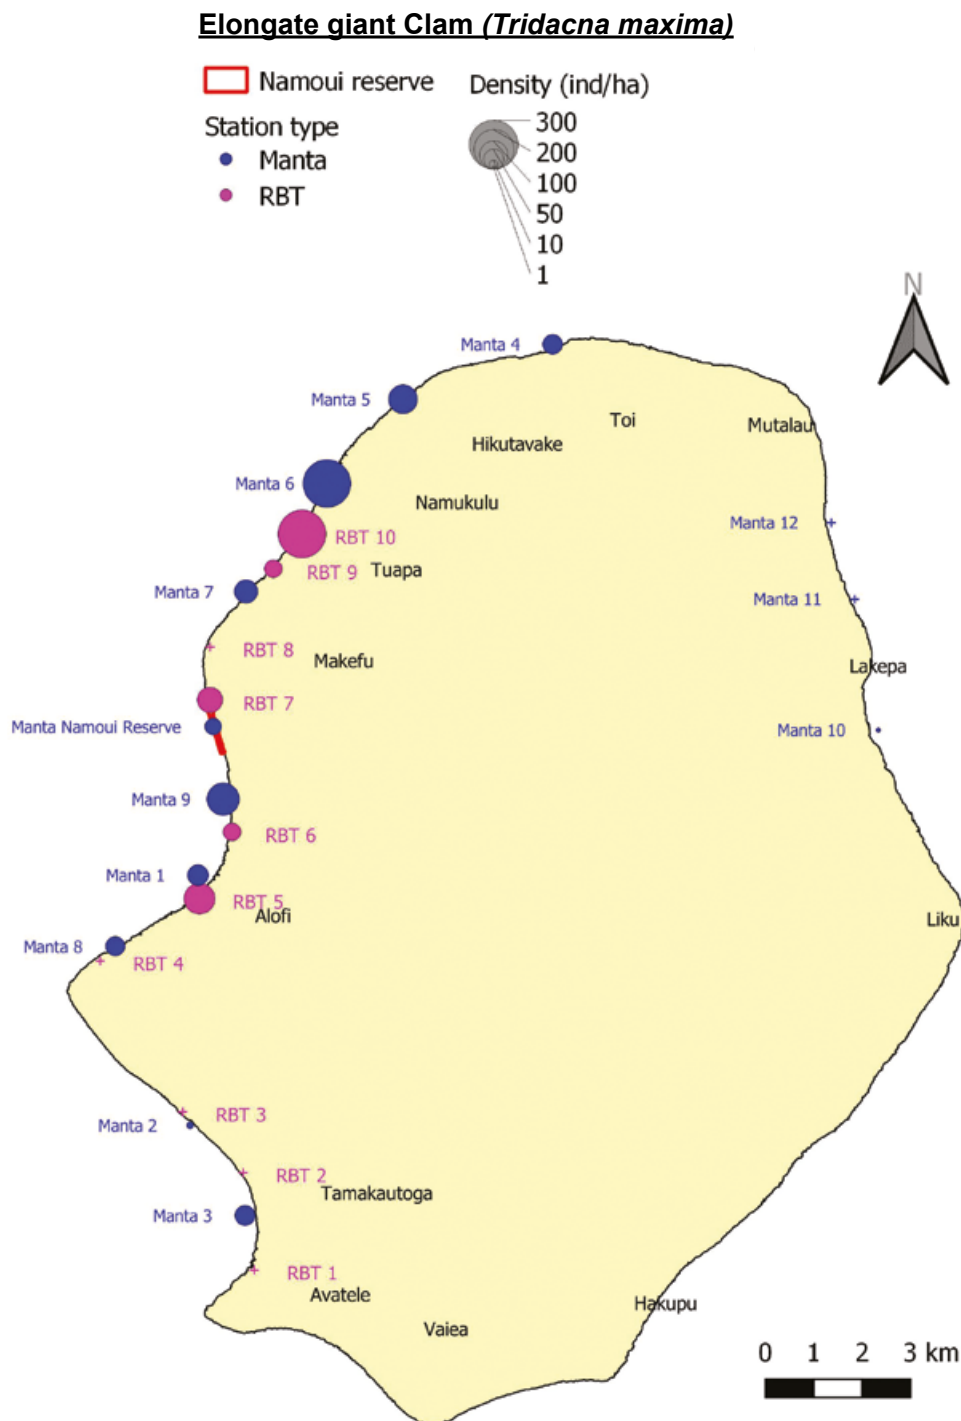 Elongate giant Clam (Tridacna maxima)
Namoui reserve
Station type
Manta
RBT
Density (ind/ha)
300
200
100
50
10
1
N
Manta 4
Manta 5
Toi
Mutalau
Hikutavake
Manta 6
Namukulu
Manta 12
RBT 10
RBT 9
Tuapa
Manta 7
Manta 11
RBT 8
Makefu
Lakepa
RBT 7
Manta Namoui Reserve
Manta 10
Manta 9
RBT 6
Manta 1
RBT 5
Alofi
Liku
Manta 8
RBT 4
RBT 3
Manta 2
RBT 2
Tamakautoga
Manta 3
RBT 1
Avatele
Hakupu
Vaiea
0 1 2 3 km